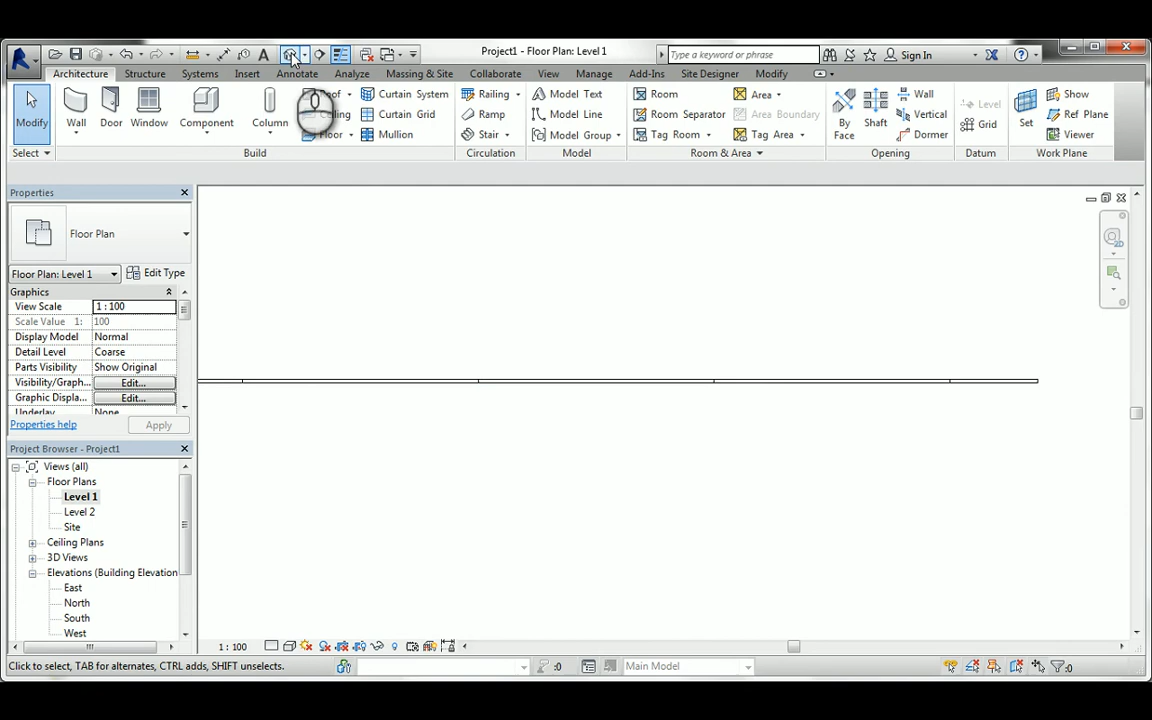 Project1 - Floor Plan: Level 1
Type a keyword or phrase
Sign In
Architecture
Structure
Systems
Insert
Annotate
Analyze
Massing & Site
Collaborate
View
Manage
Add-Ins
Site Designer
Modify
Modify
Wall
Door
Window
Component
Column
Curtain System
Curtain Grid
Floor
Mullion
Railing
Ramp
Stair
Model Text
Model Line
Model Group
Room
Room Separator
Tag Room
Area
Area Boundary
Tag Area
By Face
Shaft
Wall
Vertical
Dormer
Level
Grid
Set
Show
Ref Plane
Viewer
Select
Build
Circulation
Model
Room & Area
Opening
Datum
Work Plane
Properties
Floor Plan
Floor Plan: Level 1
Edit Type
Graphics
View Scale 1 : 100
Scale Value 1: 100
Display Model Normal
Detail Level Coarse
Parts Visibility Show Original
Visibility/Graph... Edit...
Graphic Displa... Edit...
Underlay None
Properties help
Apply
Project Browser - Project1
Views (all)
Floor Plans
Level 1
Level 2
Site
Ceiling Plans
3D Views
Elevations (Building Elevation
East
North
South
West
2D
1 : 100
Click to select, TAB for alternates, CTRL adds, SHIFT unselects.
:0
Main Model
:0